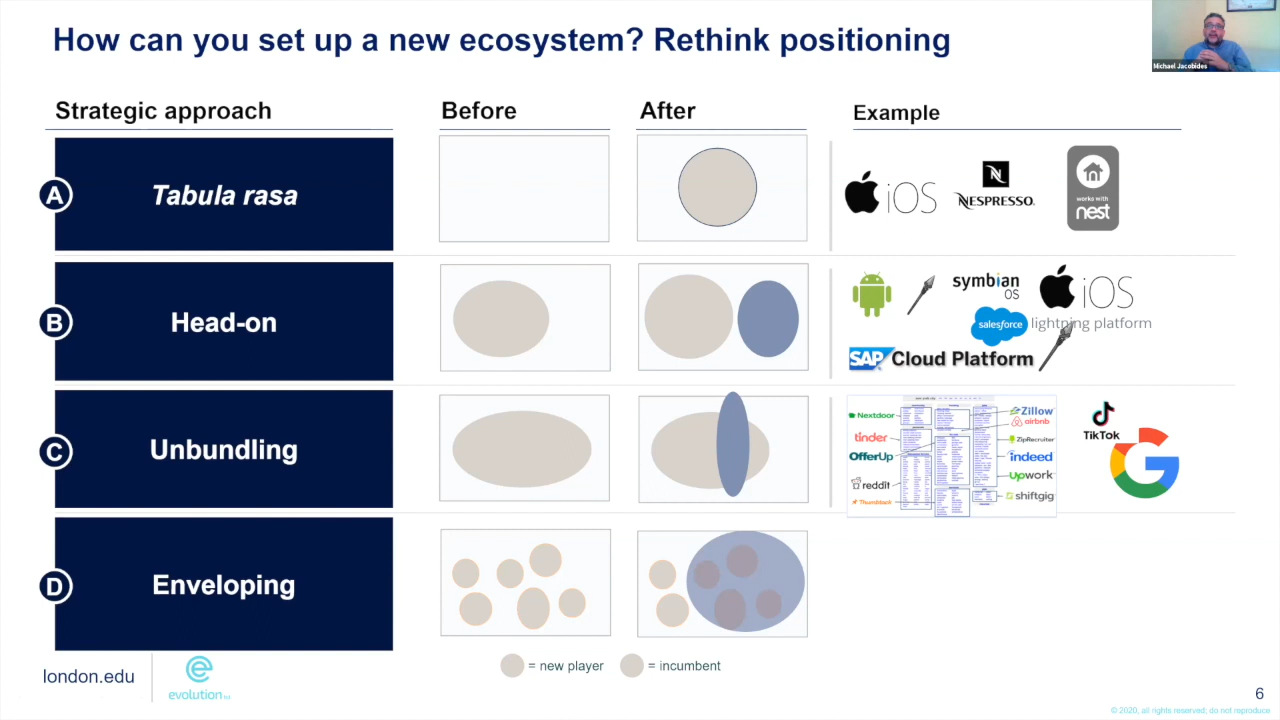 How can you set up a new ecosystem? Rethink positioning
Michael Jacobides
Strategic approach
Before
After
Example
A
Tabula rasa
iOS
N
NESPRESSO.
works with
nest
B
Head-on
symbian
OS
iOS
salesforce
lightning platform
SAP
Cloud Platform
C
Unbundling
Nextdoor
tinder
OfferUp
reddit
Thumbtack
Zillow
airbnb
ZipRecruiter
indeed
Upwork
shiftgig
TikTok
G
D
Enveloping
= new player
= incumbent
london.edu
e
evolution
6
© 2020, all rights reserved; do not reproduce